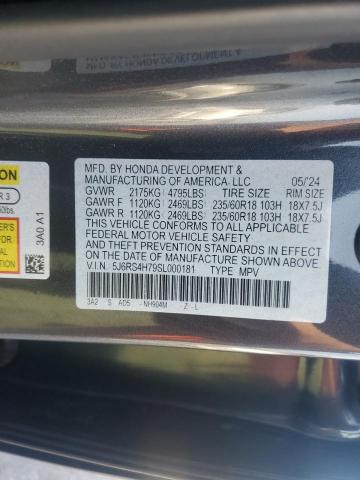 MFD. BY HONDA DEVELOPMENT &
MANUFACTURING OF AMERICA, LLC 05/24
GVWR 2175KG 4795LBS TIRE SIZE RIM SIZE
GAWR F 1120KG 2469LBS 235/60R18 103H 18X7.5J
GAWR R 1120KG 2469LBS 235/60R18 103H 18X7.5J
THIS VEHICLE CONFORMS TO ALL APPLICABLE
FEDERAL MOTOR VEHICLE SAFETY
AND THEFT PREVENTION STANDARDS IN EFFECT
ON THE DATE OF MANUFACTURE SHOWN ABOVE.
V.I.N. 5J6RS4H79SL000181 TYPE MPV
3A2 S AD5 -NH904M Z-L
3A0 A1